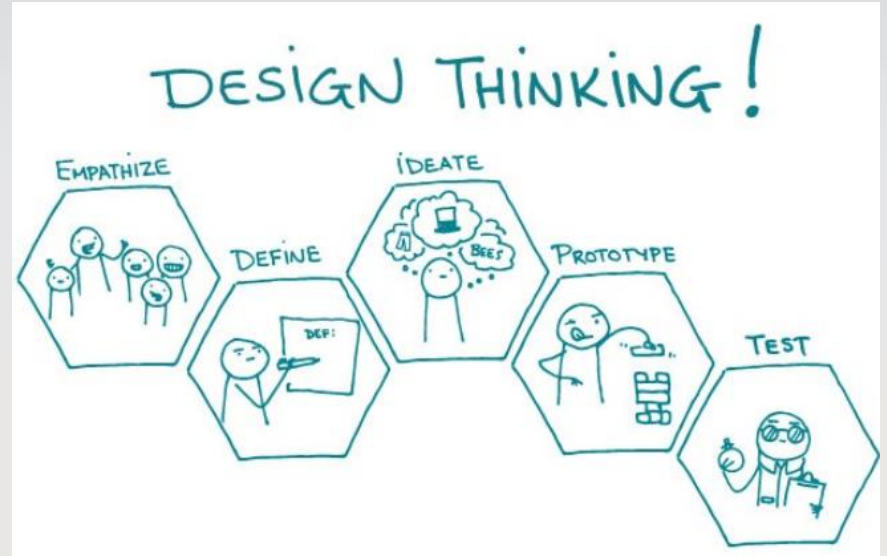 DESIGN THINKING!
EMPATHIZE
DEFINE
DEF:
IDEATE
BEES
PROTOTYPE
TEST